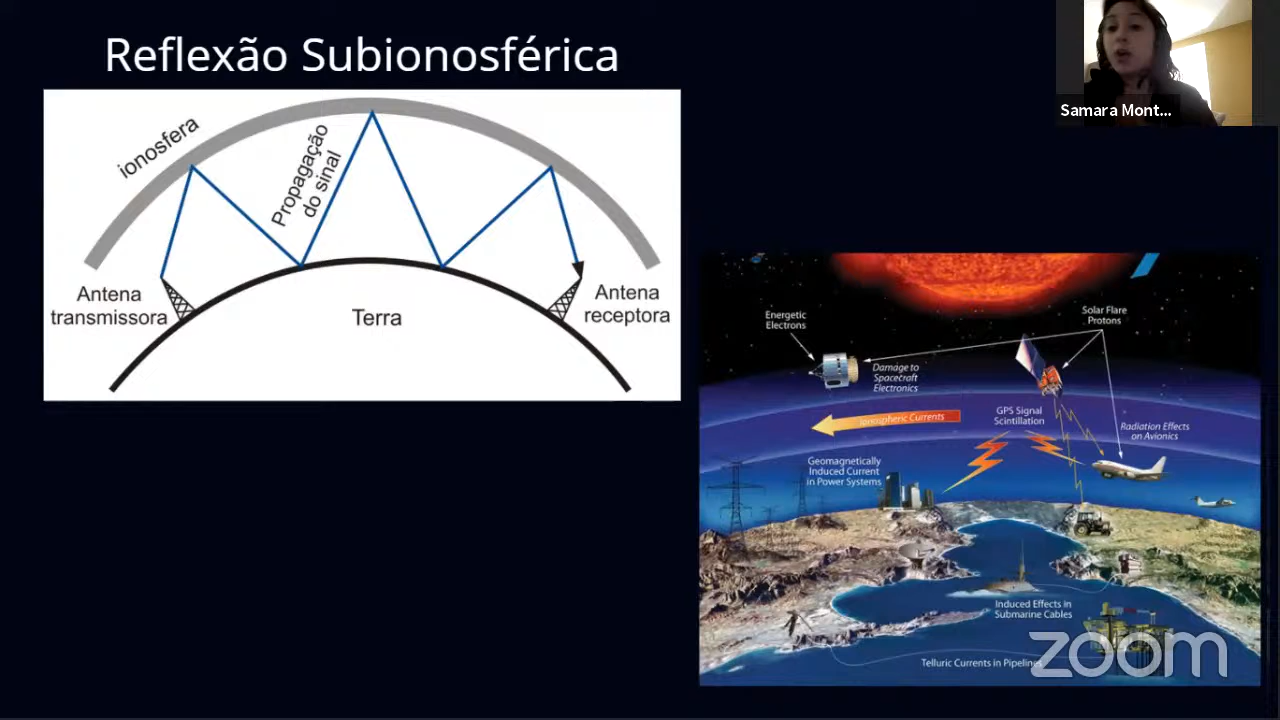 Reflexão Subionosférica
Samara Mont...
ionosfera
Propagação
do sinal
Antena
transmissora
Terra
Antena
receptora
Energetic
Electrons
Solar Flare
Protons
Damage to
Spacecraft
Electronics
Ionospheric Currents
GPS Signal
Scintillation
Radiation Effects
on Avionics
Geomagnetically
Induced Current
in Power Systems
Induced Effects in
Submarine Cables
Telluric Currents in Pipelines
zoom